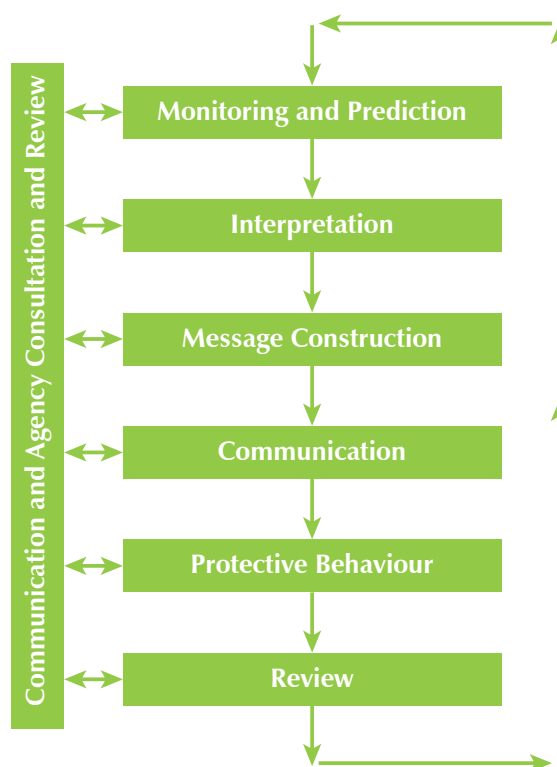 Communication and Agency Consultation and Review
Monitoring and Prediction
Interpretation
Message Construction
Communication
Protective Behaviour
Review